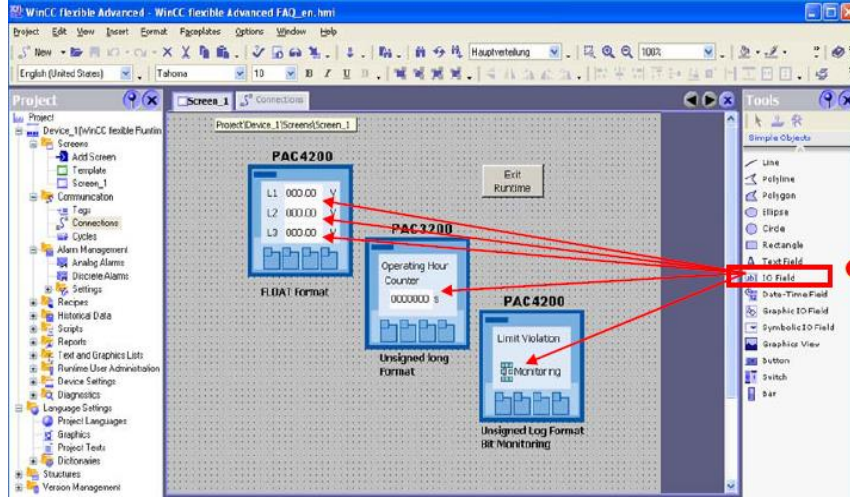 WinCC flexible Advanced - WinCC flexible Advanced FAQ_en.hmi
Project Edit View Insert Format Faceplates Options Window Help
New Hauptverteilung 100%
English (United States) Tahoma 10 B I U
Project
Project
Device_1(WinCC flexible Runtim
Screens
Add Screen
Template
Screen_1
Communication
Tags
Connections
Cycles
Alarm Management
Analog Alarms
Discrete Alarms
Settings
Recipes
Historical Data
Scripts
Reports
Text and Graphics Lists
Runtime User Administration
Device Settings
Diagnostics
Language Settings
Project Languages
Graphics
Project Texts
Dictionaries
Structures
Version Management
Screen_1 Connections
Project\Device_1\Screens\Screen_1
PAC4200
L1 000.00 V
L2 000.00 V
L3 000.00 V
FLOAT Format
Exit
Runtime
PAC3200
Operating Hour
Counter
0000000 s
Unsigned long
Format
PAC4200
Limit Violation
Monitoring
Unsigned Log Format
Bit Monitoring
Tools
Simple Objects
Line
Polyline
Polygon
Ellipse
Circle
Rectangle
A Text Field
IO Field
Date-Time Field
Graphic IO Field
Symbolic IO Field
Graphics View
Button
Switch
Bar